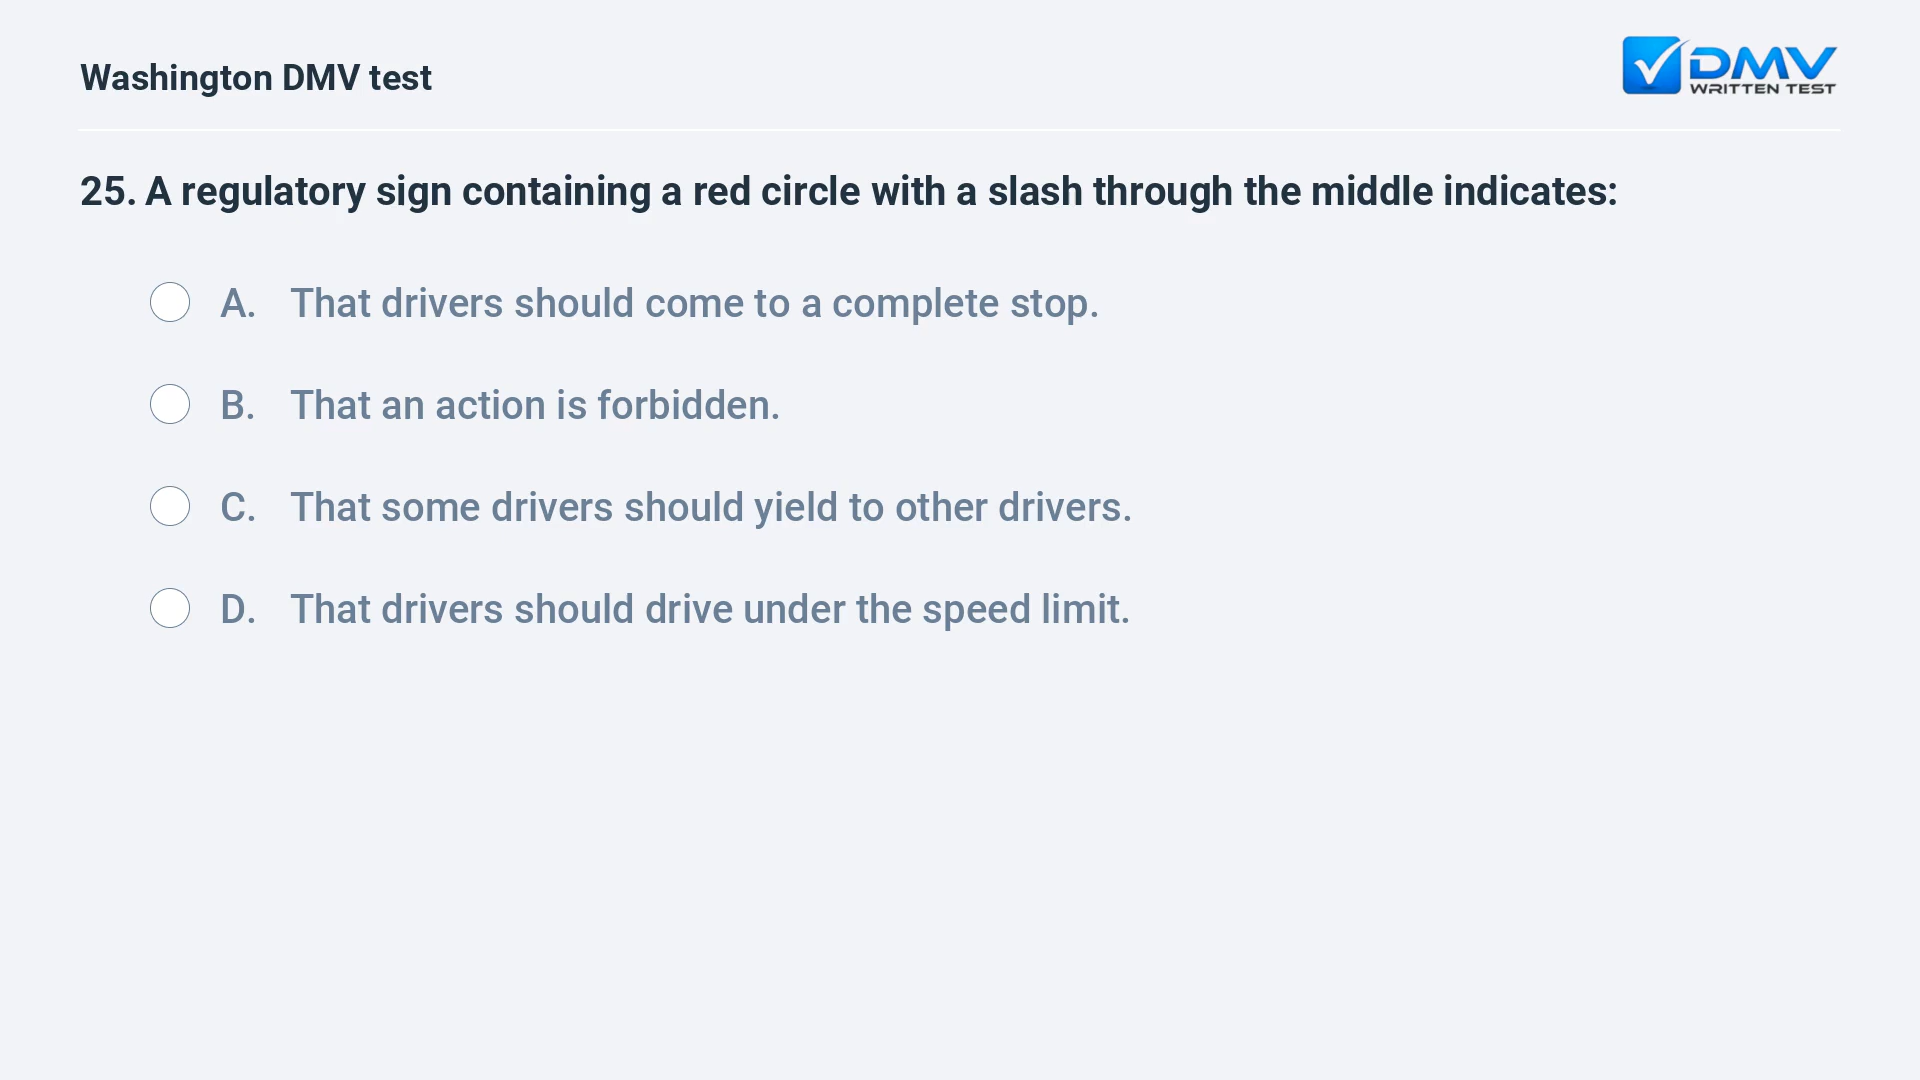 Washington DMV test
DMV
WRITTEN TEST
25. A regulatory sign containing a red circle with a slash through the middle indicates:
A. That drivers should come to a complete stop.
B. That an action is forbidden.
C. That some drivers should yield to other drivers.
D. That drivers should drive under the speed limit.